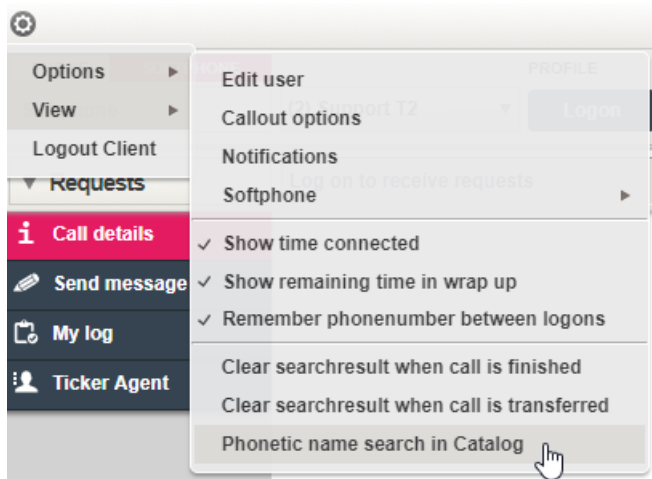 Options
View
Logout Client
Edit user
Callout options
Notifications
Softphone
Show time connected
Show remaining time in wrap up
Remember phonenumber between logons
Clear searchresult when call is finished
Clear searchresult when call is transferred
Phonetic name search in Catalog
PROFILE
Support T2
Logon
Log on to receive requests
Requests
Call details
Send message
My log
Ticker Agent